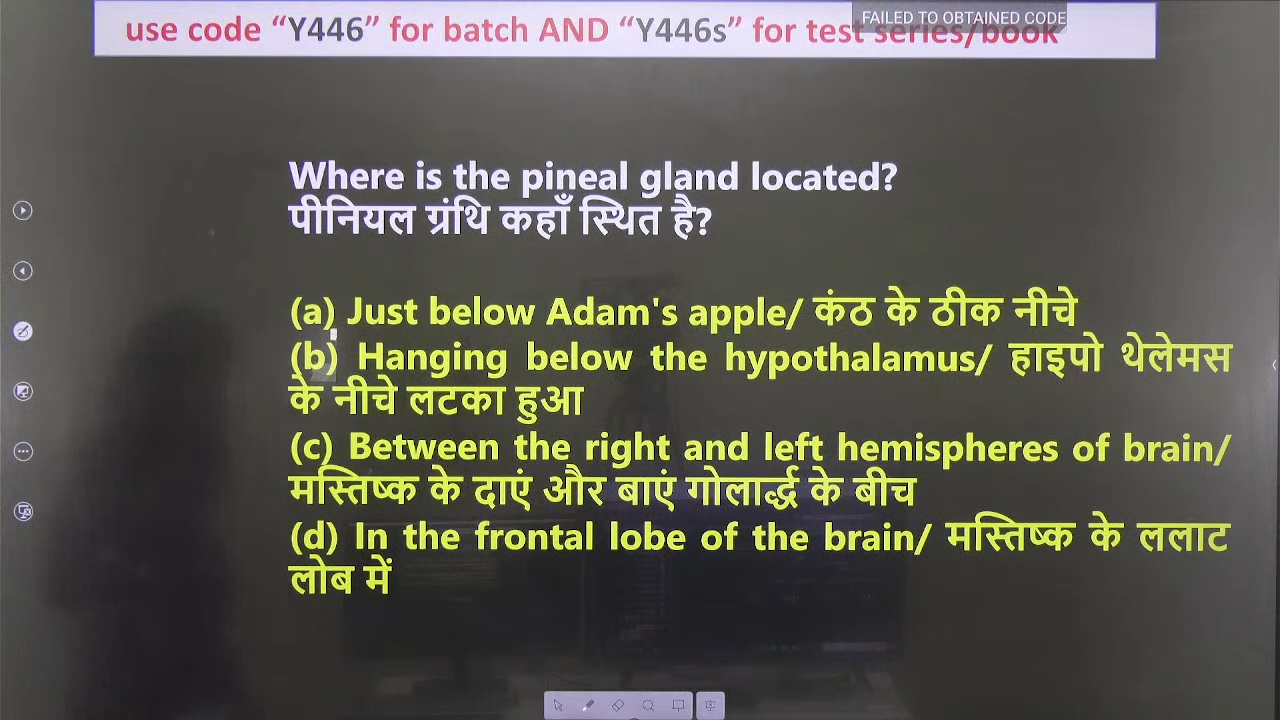 use code “Y446” for batch AND “Y446s” for test series/book
FAILED TO OBTAINED CODE
Where is the pineal gland located?
पीनियल ग्रंथि कहाँ स्थित है?
(a) Just below Adam's apple/ कंठ के ठीक नीचे
(b) Hanging below the hypothalamus/ हाइपो थेलेमस
के नीचे लटका हुआ
(c) Between the right and left hemispheres of brain/
मस्तिष्क के दाएं और बाएं गोलार्द्ध के बीच
(d) In the frontal lobe of the brain/ मस्तिष्क के ललाट
लोब में